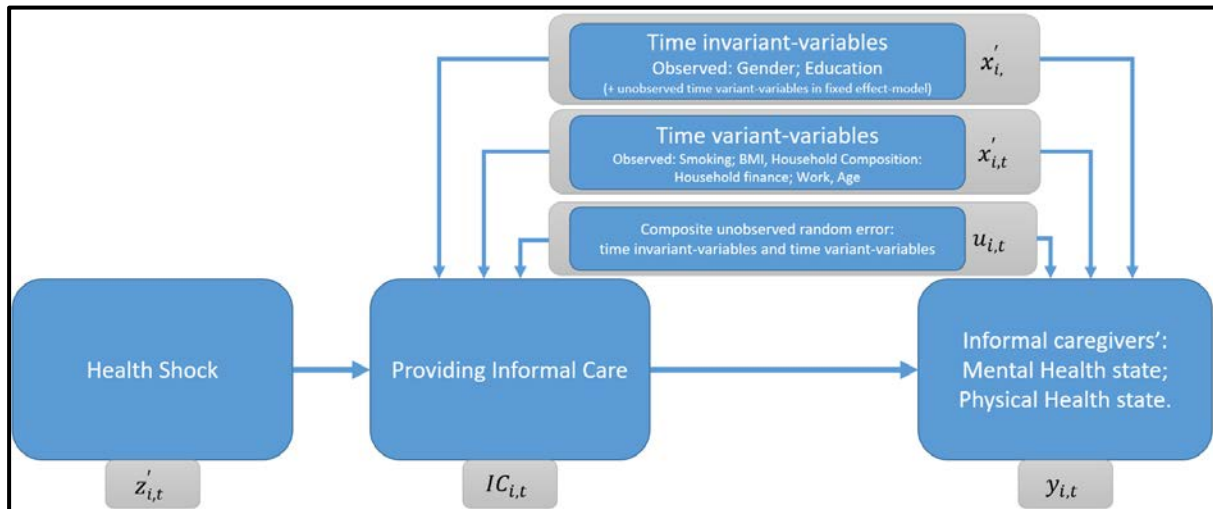 Time invariant-variables
Observed: Gender; Education
(+ unobserved time variant-variables in fixed effect-model)
x'i,
Time variant-variables
Observed: Smoking; BMI, Household Composition:
Household finance; Work, Age
x'i,t
Composite unobserved random error:
time invariant-variables and time variant-variables
ui,t
Health Shock
Providing Informal Care
Informal caregivers’:
Mental Health state;
Physical Health state.
z'i,t
ICi,t
yi,t